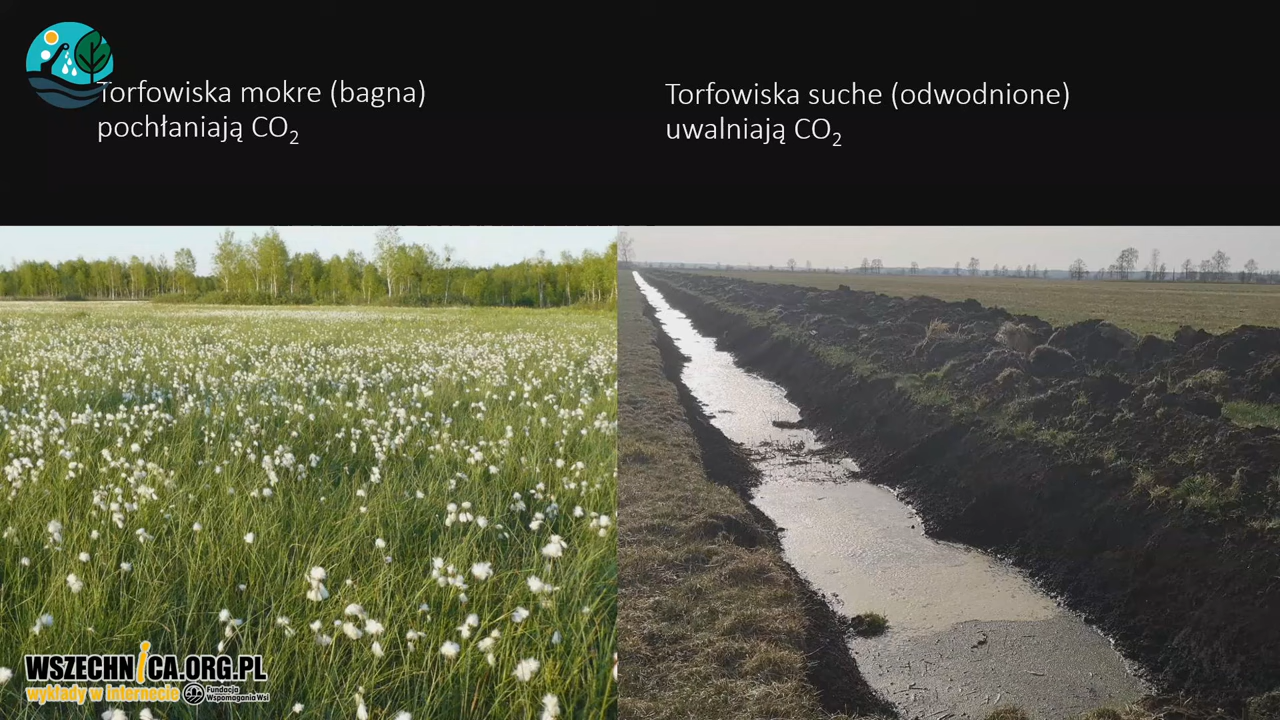 Torfowiska mokre (bagna)
pochłaniają CO₂
Torfowiska suche (odwodnione)
uwalniają CO₂
WSZECHNICA.ORG.PL
wykłady w internecie
Fundacja
Wspomagania Wsi